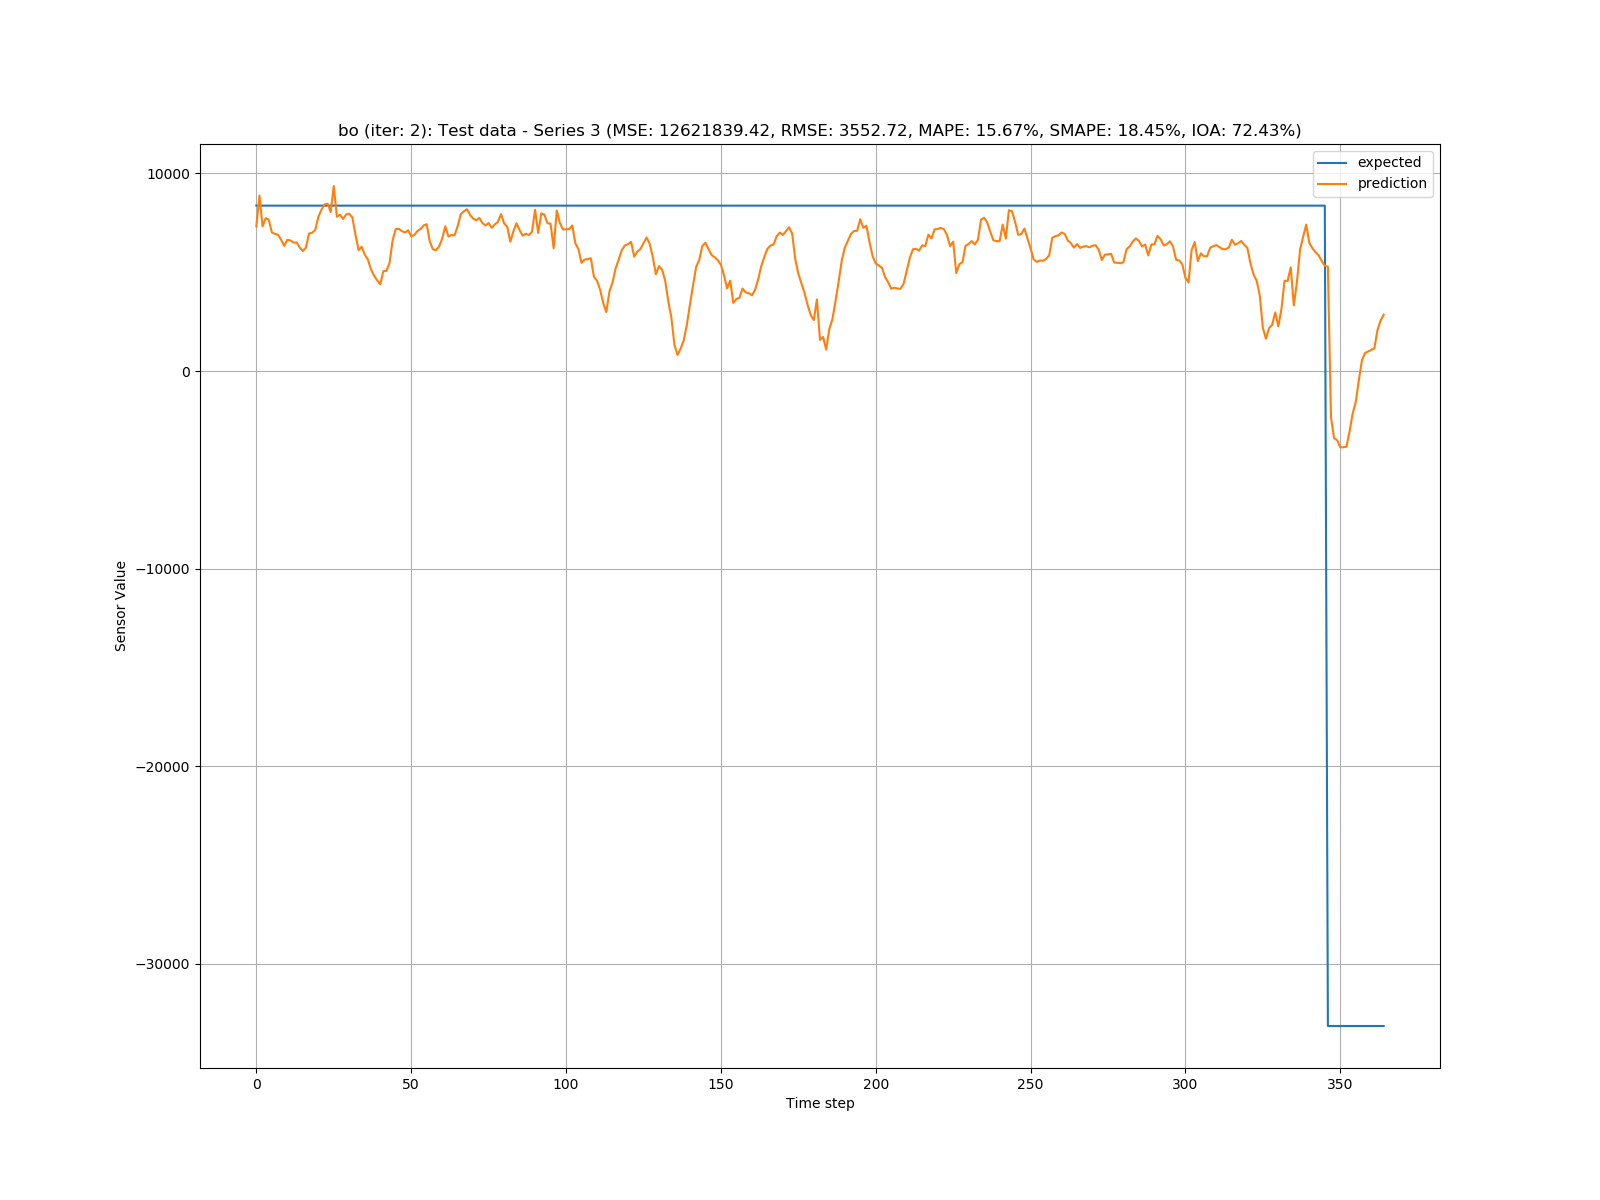 bo (iter: 2): Test data - Series 3 (MSE: 12621839.42, RMSE: 3552.72, MAPE: 15.67%, SMAPE: 18.45%, IOA: 72.43%)
expected
prediction
10000
0
−10000
−20000
−30000
Sensor Value
0 50 100 150 200 250 300 350
Time step